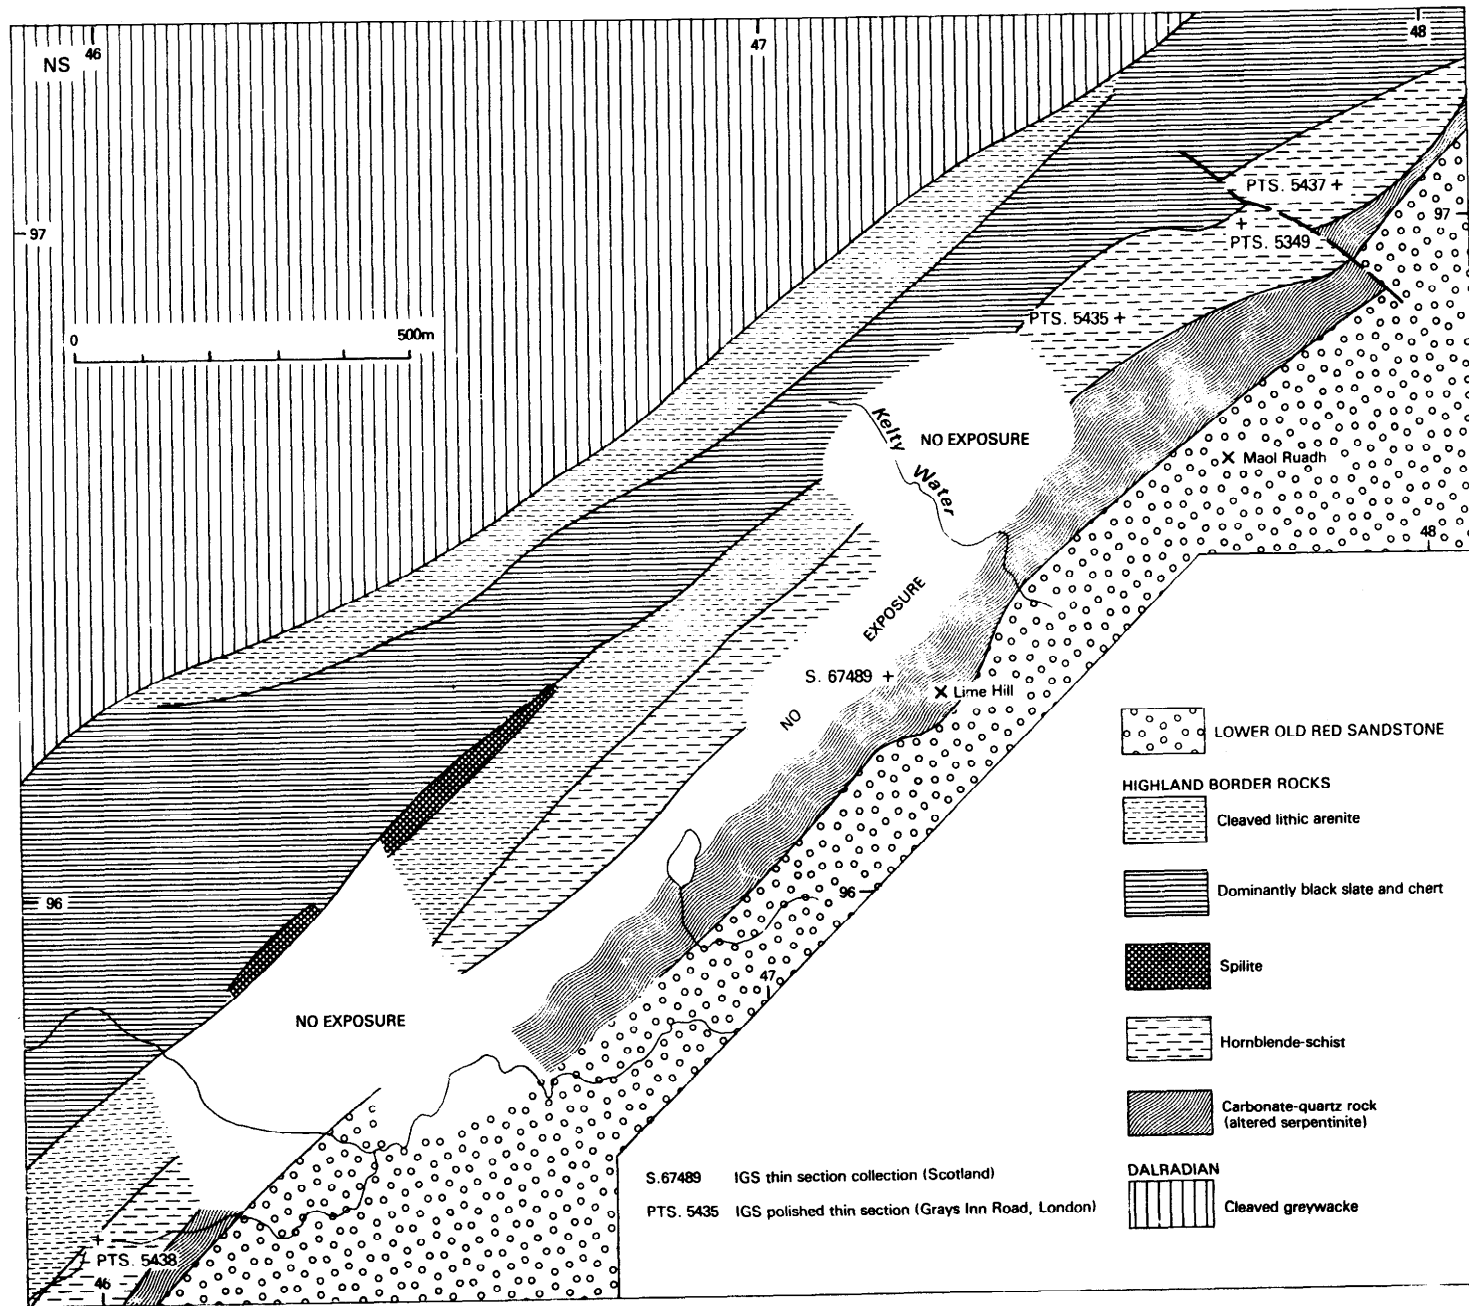 46
47
48
NS
97
PTS. 5437 +
97
+
PTS. 5349
0
500m
PTS. 5435 +
Kelty
Water
NO EXPOSURE
X Maol Ruadh
48
NO
EXPOSURE
S. 67489 +
X Lime Hill
96
96
47
NO EXPOSURE
+
PTS. 5438
46
LOWER OLD RED SANDSTONE
HIGHLAND BORDER ROCKS
Cleaved lithic arenite
Dominantly black slate and chert
Spilite
Hornblende-schist
Carbonate-quartz rock
(altered serpentinite)
DALRADIAN
Cleaved greywacke
S.67489 IGS thin section collection (Scotland)
PTS. 5435 IGS polished thin section (Grays Inn Road, London)